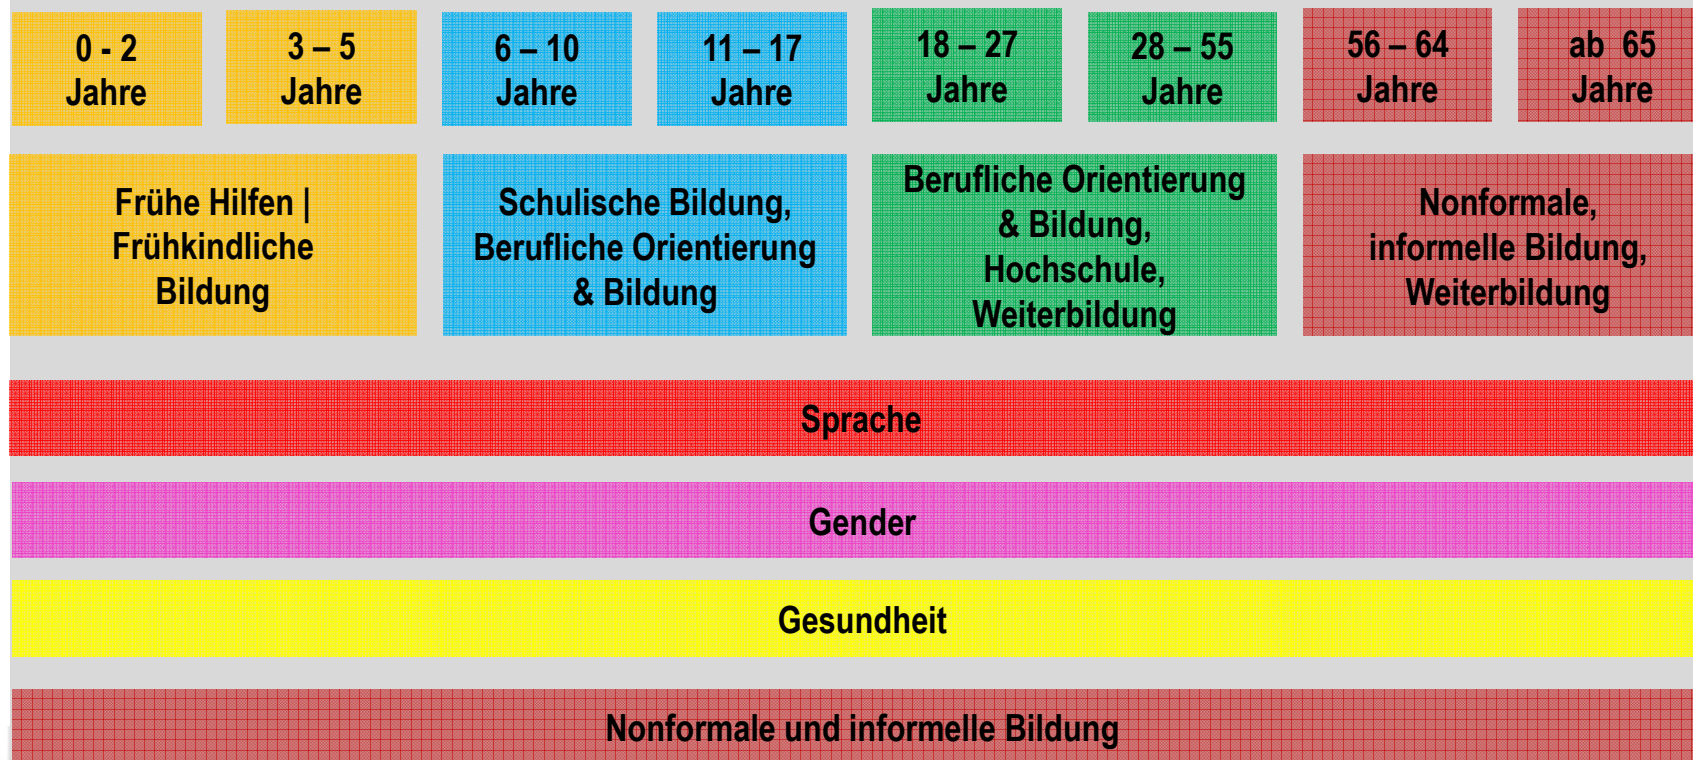 0 - 2
Jahre
3 – 5
Jahre
6 – 10
Jahre
11 – 17
Jahre
18 – 27
Jahre
28 – 55
Jahre
56 – 64
Jahre
ab 65
Jahre
Frühe Hilfen |
Frühkindliche
Bildung
Schulische Bildung,
Berufliche Orientierung
& Bildung
Berufliche Orientierung
& Bildung,
Hochschule,
Weiterbildung
Nonformale,
informelle Bildung,
Weiterbildung
Sprache
Gender
Gesundheit
Nonformale und informelle Bildung